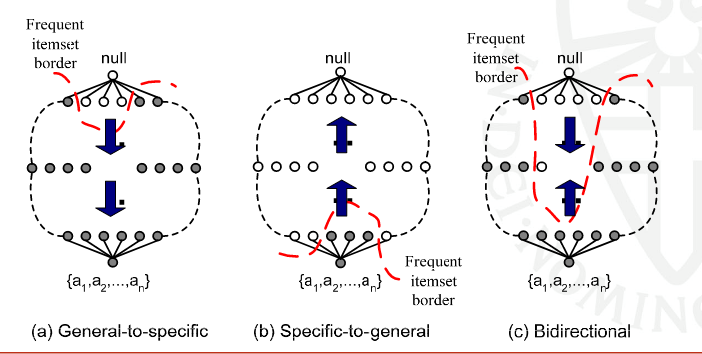 Frequent
itemset
border
null
{a1,a2,...,an}
(a) General-to-specific
null
Frequent
itemset
border
{a1,a2,...,an}
(b) Specific-to-general
Frequent
itemset
border
null
{a1,a2,...,an}
(c) Bidirectional